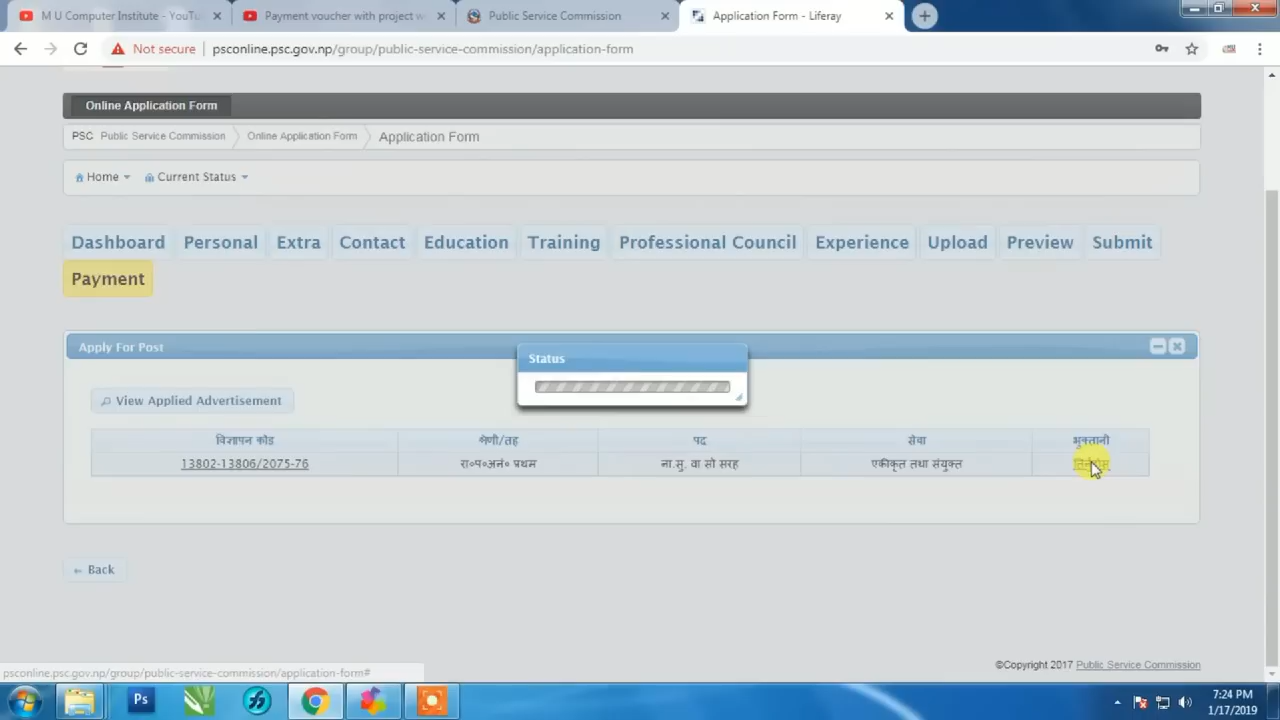 M U Computer Institute - YouT
Payment voucher with project w
Public Service Commission
Application Form - Liferay
Not secure
psconline.psc.gov.np/group/public-service-commission/application-form
Online Application Form
PSC Public Service Commission Online Application Form Application Form
Home Current Status
Dashboard Personal Extra Contact Education Training Professional Council Experience Upload Preview Submit
Payment
Apply For Post
Status
View Applied Advertisement
विज्ञापन कोड श्रेणी/तह पद सेवा भुक्तानी
13802-13806/2075-76 रा०प०अनं० प्रथम ना.सु. वा सो सरह एकीकृत तथा संयुक्त
← Back
©Copyright 2017 Public Service Commission
psconline.psc.gov.np/group/public-service-commission/application-form#
Ps
7:24 PM
1/17/2019